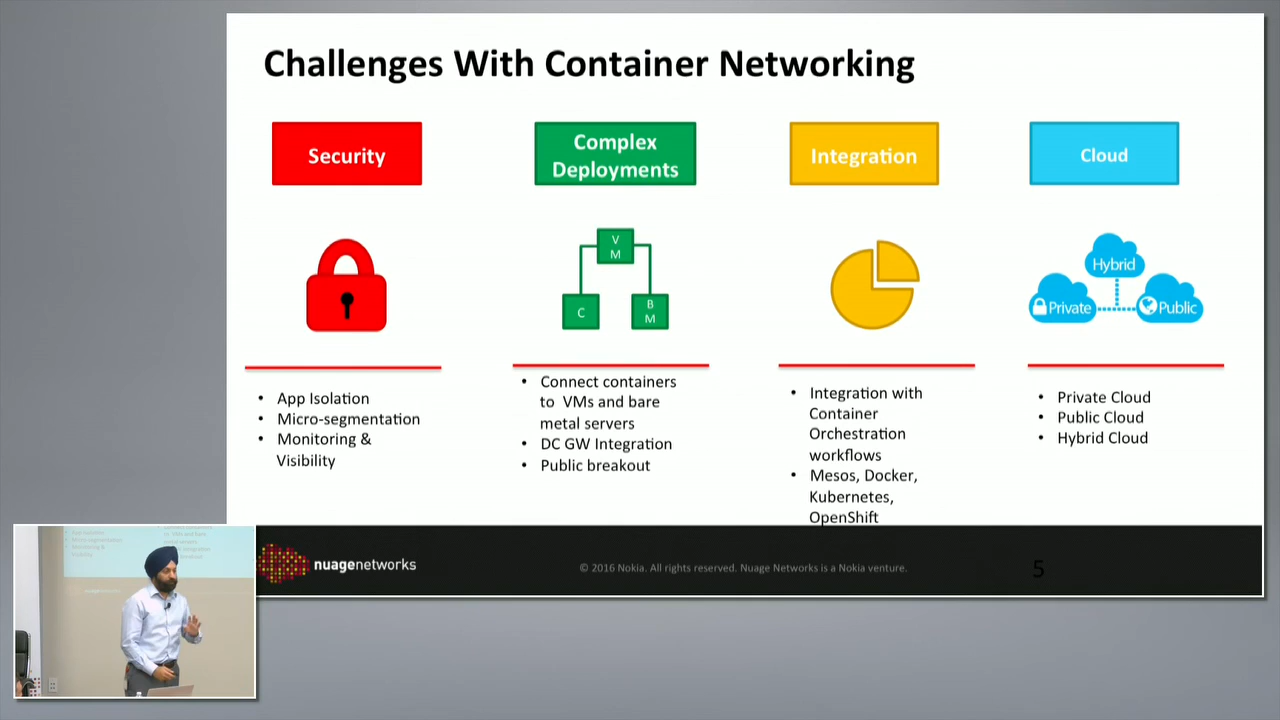 Challenges With Container Networking
Security
Complex
Deployments
Integration
Cloud
V
M
C
B
M
Hybrid
Private
Public
• App Isolation
• Micro-segmentation
• Monitoring &
Visibility
• Connect containers
to VMs and bare
metal servers
• DC GW Integration
• Public breakout
• Integration with
Container
Orchestration
workflows
• Mesos, Docker,
Kubernetes,
OpenShift
• Private Cloud
• Public Cloud
• Hybrid Cloud
nuagenetworks
© 2016 Nokia. All rights reserved. Nuage Networks is a Nokia venture.
5